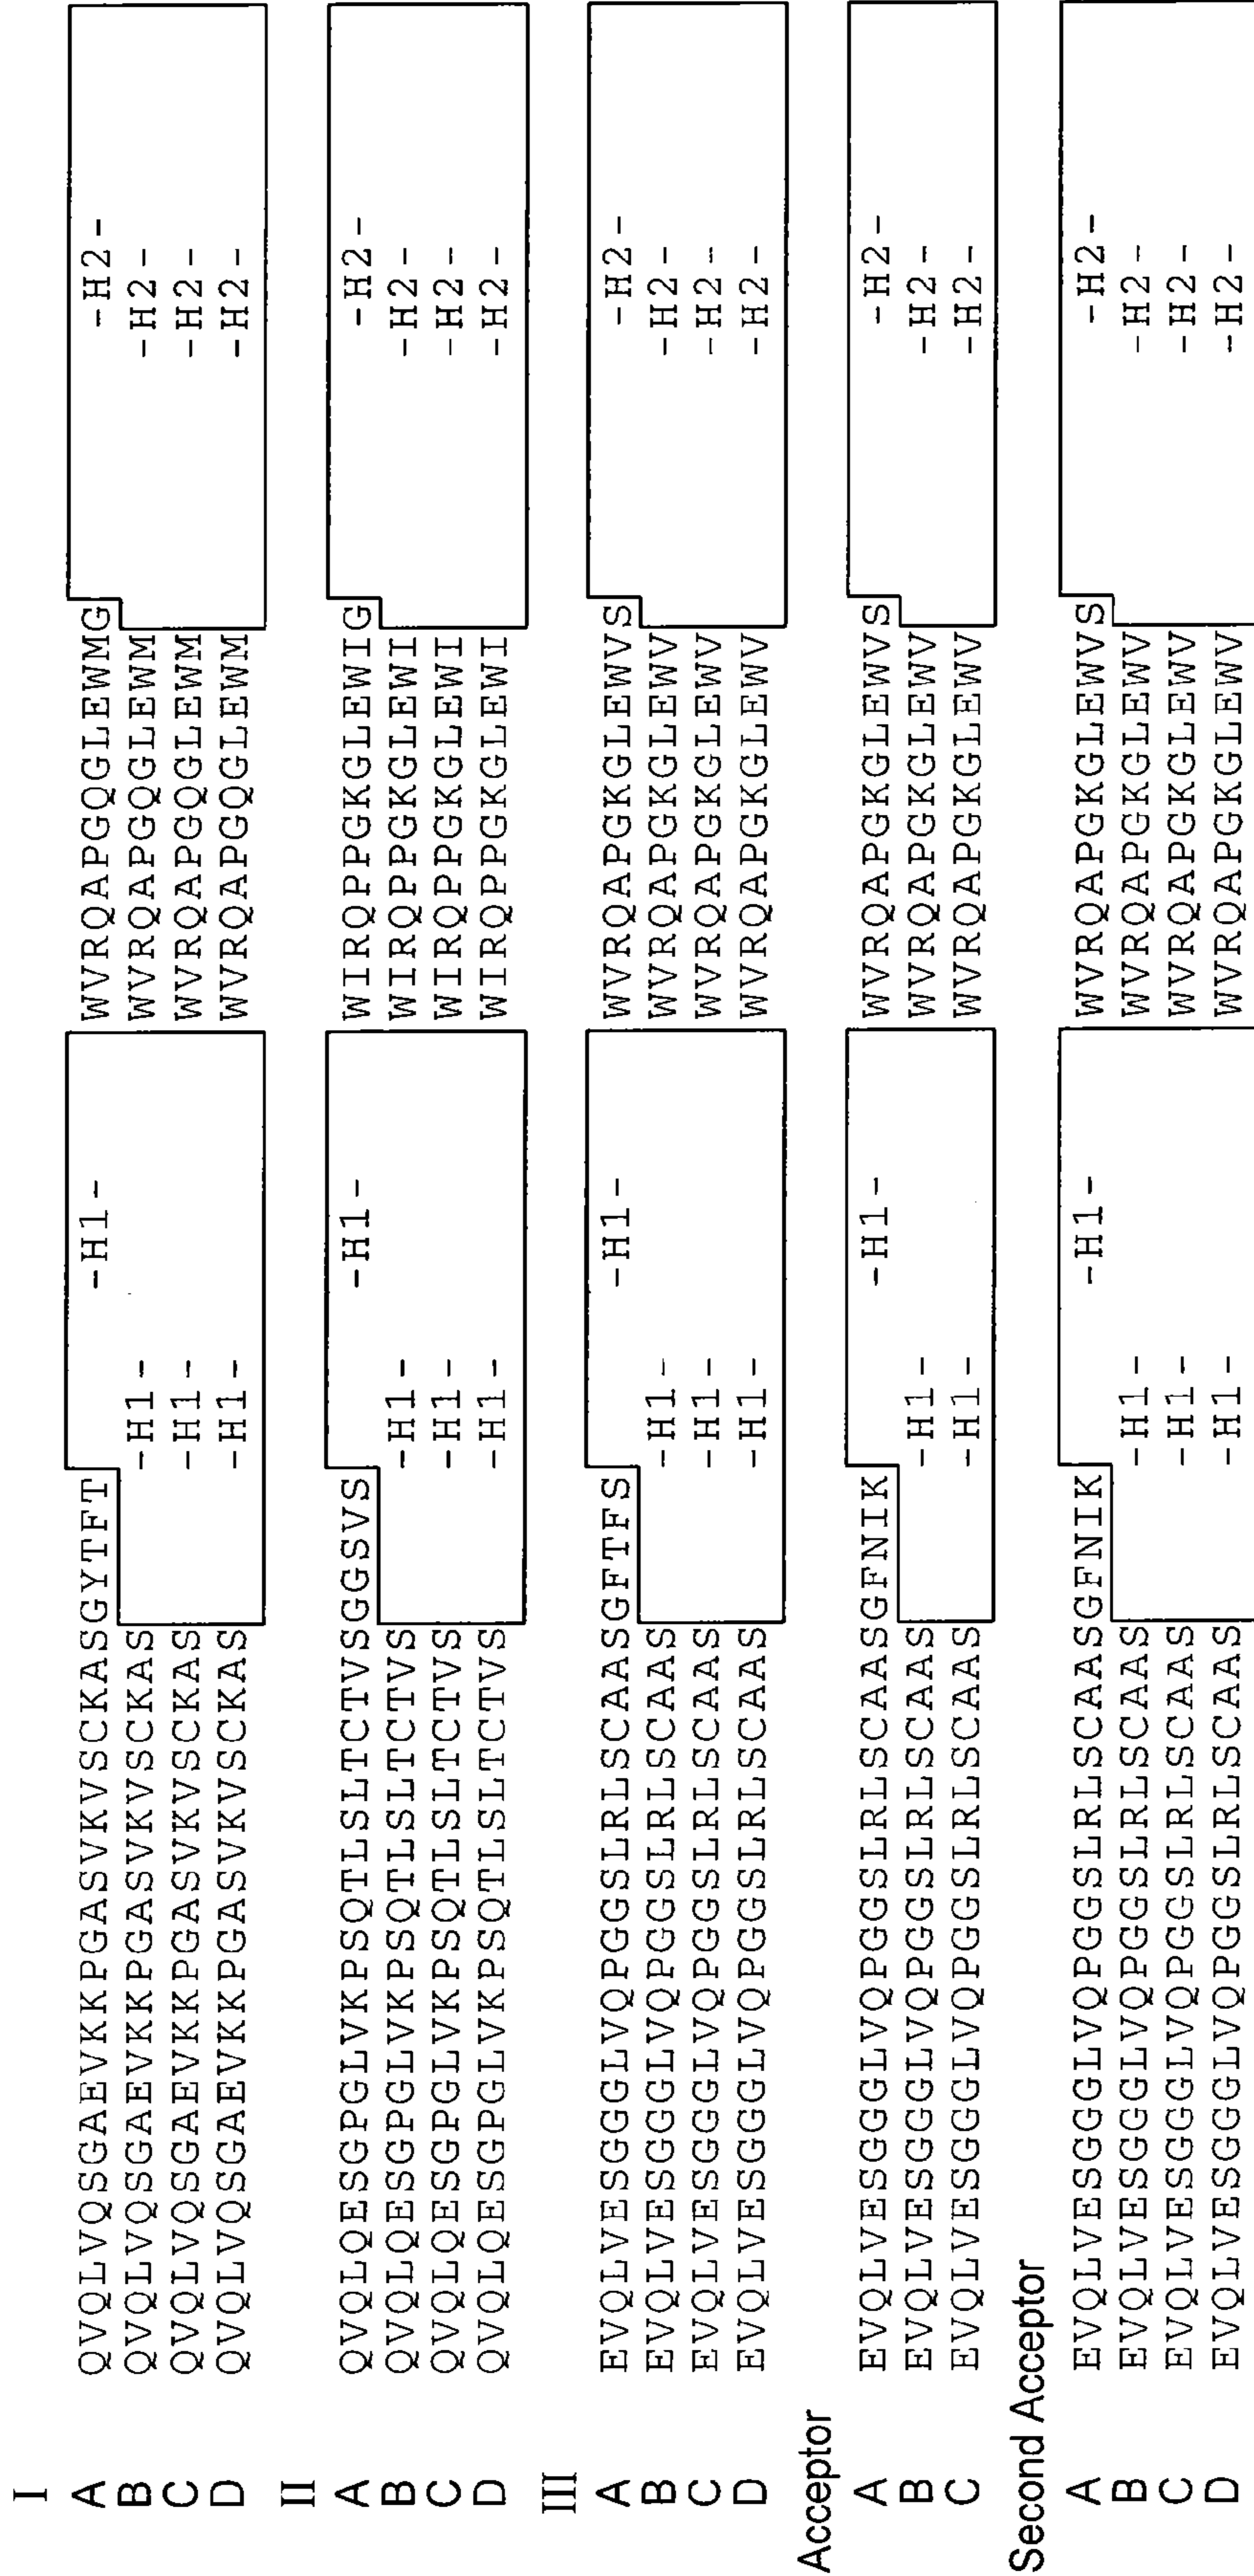 I
A QVQLVQSGAEVKKPGASVKVSCKASGYTFT -H1- WVRQAPGQGLEWMG -H2-
B QVQLVQSGAEVKKPGASVKVSCKAS -H1- WVRQAPGQGLEWM -H2-
C QVQLVQSGAEVKKPGASVKVSCKAS -H1- WVRQAPGQGLEWM -H2-
D QVQLVQSGAEVKKPGASVKVSCKAS -H1- WVRQAPGQGLEWM -H2-
II
A QVQLQESGPGLVKPSQTLSLTCTVSGGSVS -H1- WIRQPPGKGLEWIG -H2-
B QVQLQESGPGLVKPSQTLSLTCTVS -H1- WIRQPPGKGLEWI -H2-
C QVQLQESGPGLVKPSQTLSLTCTVS -H1- WIRQPPGKGLEWI -H2-
D QVQLQESGPGLVKPSQTLSLTCTVS -H1- WIRQPPGKGLEWI -H2-
III
A EVQLVESGGGLVQPGGSLRLSCAASGFTFS -H1- WVRQAPGKGLEWVS -H2-
B EVQLVESGGGLVQPGGSLRLSCAAS -H1- WVRQAPGKGLEWV -H2-
C EVQLVESGGGLVQPGGSLRLSCAAS -H1- WVRQAPGKGLEWV -H2-
D EVQLVESGGGLVQPGGSLRLSCAAS -H1- WVRQAPGKGLEWV -H2-
Acceptor
A EVQLVESGGGLVQPGGSLRLSCAASGFNIK -H1- WVRQAPGKGLEWVS -H2-
B EVQLVESGGGLVQPGGSLRLSCAAS -H1- WVRQAPGKGLEWV -H2-
C EVQLVESGGGLVQPGGSLRLSCAAS -H1- WVRQAPGKGLEWV -H2-
Second Acceptor
A EVQLVESGGGLVQPGGSLRLSCAASGFNIK -H1- WVRQAPGKGLEWVS -H2-
B EVQLVESGGGLVQPGGSLRLSCAAS -H1- WVRQAPGKGLEWV -H2-
C EVQLVESGGGLVQPGGSLRLSCAAS -H1- WVRQAPGKGLEWV -H2-
D EVQLVESGGGLVQPGGSLRLSCAAS -H1- WVRQAPGKGLEWV -H2-